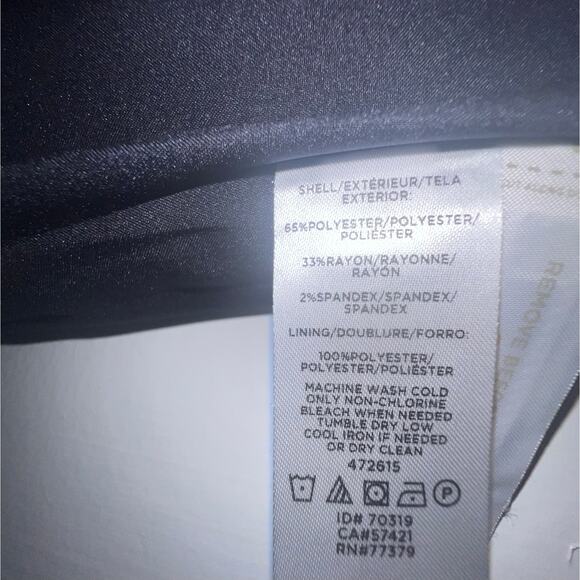 SHELL/EXTÉRIEUR/TELA
EXTERIOR:
65%POLYESTER/POLYESTER/
POLIÉSTER
33%RAYON/RAYONNE/
RAYÓN
2%SPANDEX/SPANDEX/
SPANDEX
LINING/DOUBLURE/FORRO:
100%POLYESTER/
POLYESTER/POLIÉSTER
MACHINE WASH COLD
ONLY NON-CHLORINE
BLEACH WHEN NEEDED
TUMBLE DRY LOW
COOL IRON IF NEEDED
OR DRY CLEAN
472615
P
ID# 70319
CA#57421
RN#77379
REMOVE